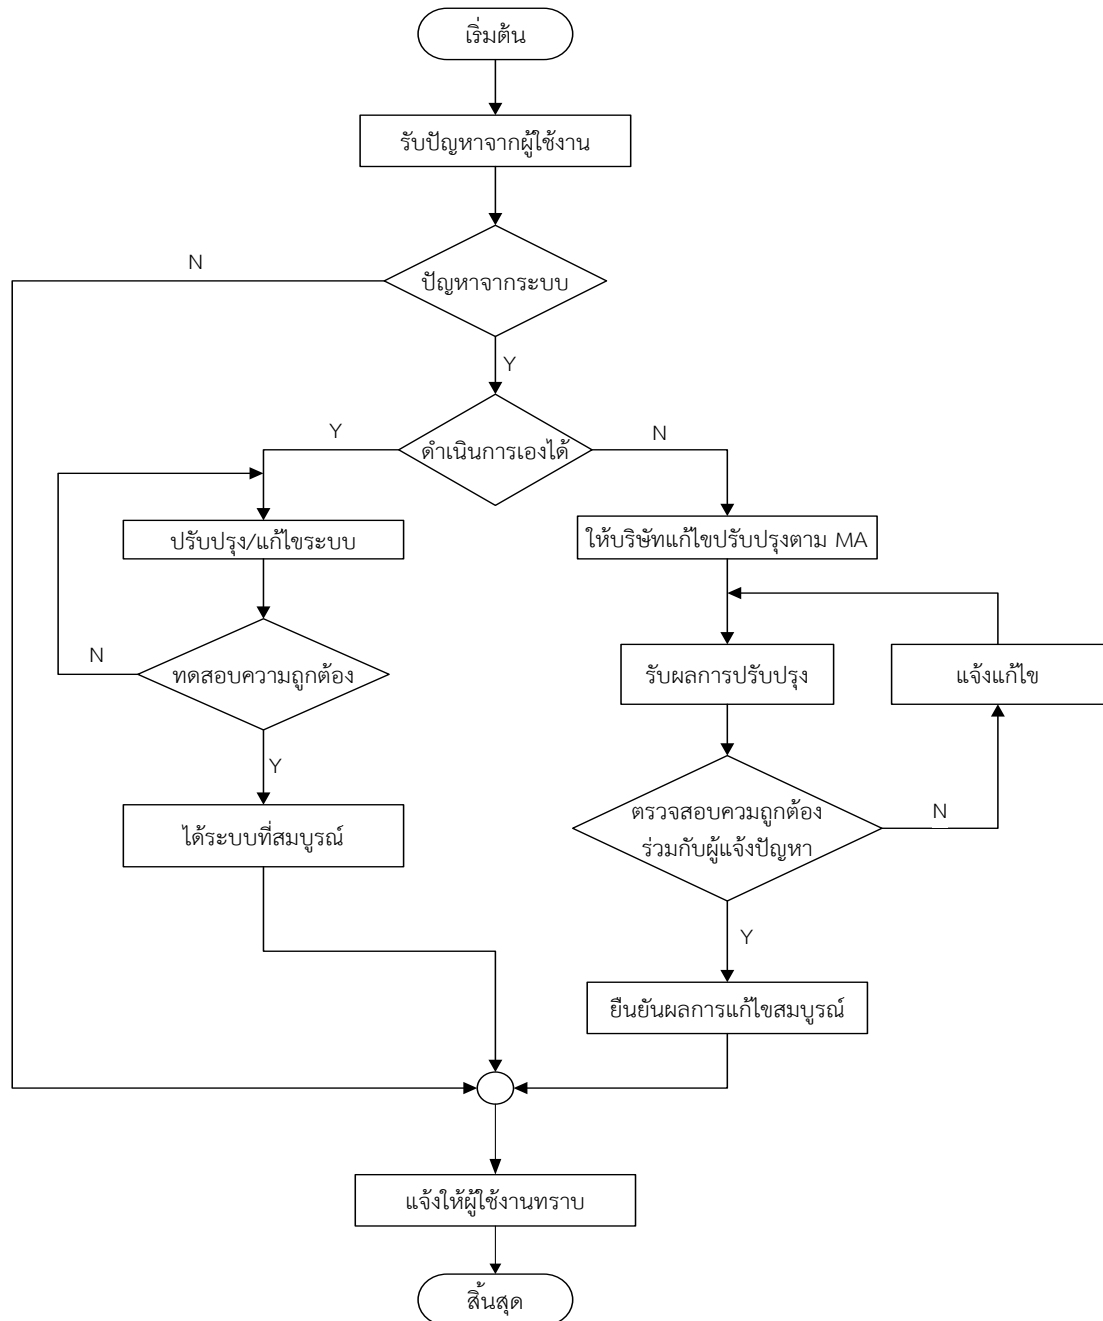 เริ่มต้น
รับปัญหาจากผู้ใช้งาน
N
ปัญหาจากระบบ
Y
Y
ดำเนินการเองได้
N
ปรับปรุง/แก้ไขระบบ
ให้บริษัทแก้ไขปรับปรุงตาม MA
N
ทดสอบความถูกต้อง
รับผลการปรับปรุง
แจ้งแก้ไข
Y
ได้ระบบที่สมบูรณ์
ตรวจสอบควมถูกต้อง
ร่วมกับผู้แจ้งปัญหา
N
Y
ยืนยันผลการแก้ไขสมบูรณ์
แจ้งให้ผู้ใช้งานทราบ
สิ้นสุด